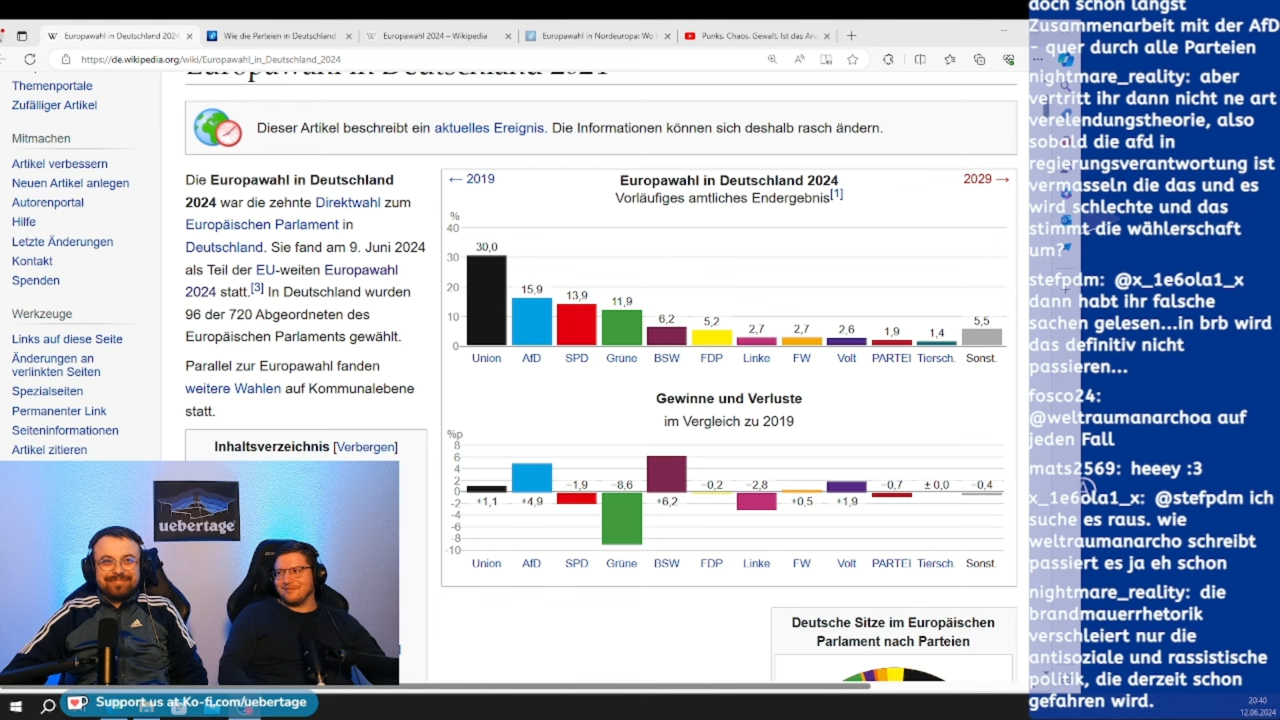 Europawahl in Deutschland 2024
Wie die Parteien in Deutschland
Europawahl 2024 – Wikipedia
Europawahl in Nordeuropa: Wo
Punks. Chaos. Gewalt. Ist das An
https://de.wikipedia.org/wiki/Europawahl_in_Deutschland_2024
Europawahl in Deutschland 2024
Themenportale
Zufälliger Artikel
Mitmachen
Artikel verbessern
Neuen Artikel anlegen
Autorenportal
Hilfe
Letzte Änderungen
Kontakt
Spenden
Werkzeuge
Links auf diese Seite
Änderungen an
verlinkten Seiten
Spezialseiten
Permanenter Link
Seiteninformationen
Artikel zitieren
Dieser Artikel beschreibt ein aktuelles Ereignis. Die Informationen können sich deshalb rasch ändern.
Die Europawahl in Deutschland
2024 war die zehnte Direktwahl zum
Europäischen Parlament in
Deutschland. Sie fand am 9. Juni 2024
als Teil der EU-weiten Europawahl
2024 statt.[3] In Deutschland wurden
96 der 720 Abgeordneten des
Europäischen Parlaments gewählt.
Parallel zur Europawahl fanden
weitere Wahlen auf Kommunalebene
statt.
Inhaltsverzeichnis [Verbergen]
← 2019
Europawahl in Deutschland 2024
2029 →
Vorläufiges amtliches Endergebnis[1]
%
40
30
20
10
0
30,0
15,9
13,9
11,9
6,2
5,2
2,7
2,7
2,6
1,9
1,4
5,5
Union AfD SPD Grüne BSW FDP Linke FW Volt PARTEI Tiersch. Sonst.
Gewinne und Verluste
im Vergleich zu 2019
%p
8
6
4
2
0
-2
-4
-6
-8
-10
+1,1
+4,9
−1,9
−8,6
+6,2
−0,2
−2,8
+0,5
+1,9
−0,7
± 0,0
−0,4
Union AfD SPD Grüne BSW FDP Linke FW Volt PARTEI Tiersch. Sonst.
Deutsche Sitze im Europäischen
Parlament nach Parteien
uebertage
Support us at Ko-fi.com/uebertage
doch schon längst
Zusammenarbeit mit der AfD
- quer durch alle Parteien
nightmare_reality: aber
vertritt ihr dann nicht ne art
verelendungstheorie, also
sobald die afd in
regierungsverantwortung ist
vermasseln die das und es
wird schlechte und das
stimmt die wählerschaft
um?
stefpdm: @x_1e6ola1_x
dann habt ihr falsche
sachen gelesen...in brb wird
das definitiv nicht
passieren...
fosco24:
@weltraumanarchoa auf
jeden Fall
mats2569: heeey :3
x_1e6ola1_x: @stefpdm ich
suche es raus. wie
weltraumanarcho schreibt
passiert es ja eh schon
nightmare_reality: die
brandmauerrhetorik
verschleiert nur die
antisoziale und rassistische
politik, die derzeit schon
gefahren wird.
20:40
12.06.2024